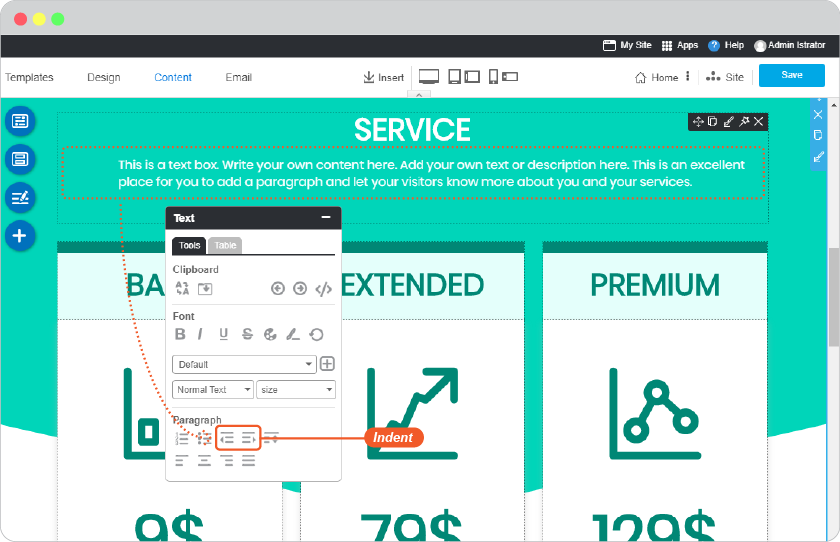 My Site Apps Help Admin Istrator
Templates Design Content Email Insert Home Site Save
SERVICE
This is a text box. Write your own content here. Add your own text or description here. This is an excellent
place for you to add a paragraph and let your visitors know more about you and your services.
Text
Tools Table
Clipboard
BA
EXTENDED
PREMIUM
Font
B I U S
Default
Normal Text size
Paragraph
Indent
9$ 79$ 129$